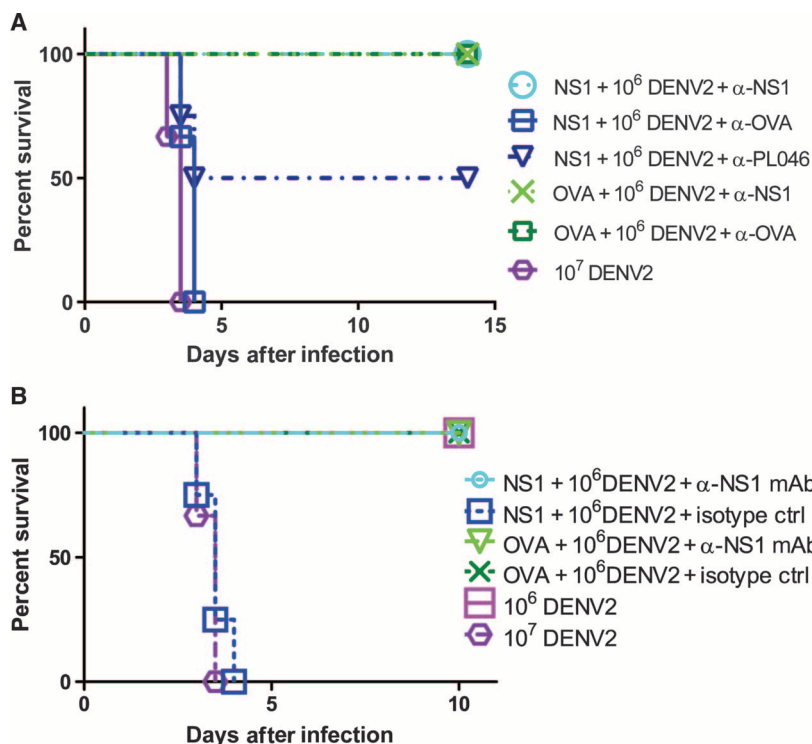 A
Percent survival
100
50
0
0 5 10 15
Days after infection
NS1 + 10⁶ DENV2 + α-NS1
NS1 + 10⁶ DENV2 + α-OVA
NS1 + 10⁶ DENV2 + α-PL046
OVA + 10⁶ DENV2 + α-NS1
OVA + 10⁶ DENV2 + α-OVA
10⁷ DENV2
B
Percent survival
100
50
0
0 5 10
Days after infection
NS1 + 10⁶DENV2 + α-NS1 mAb
NS1 + 10⁶DENV2 + isotype ctrl
OVA + 10⁶DENV2 + α-NS1 mAb
OVA + 10⁶DENV2 + isotype ctrl
10⁶ DENV2
10⁷ DENV2